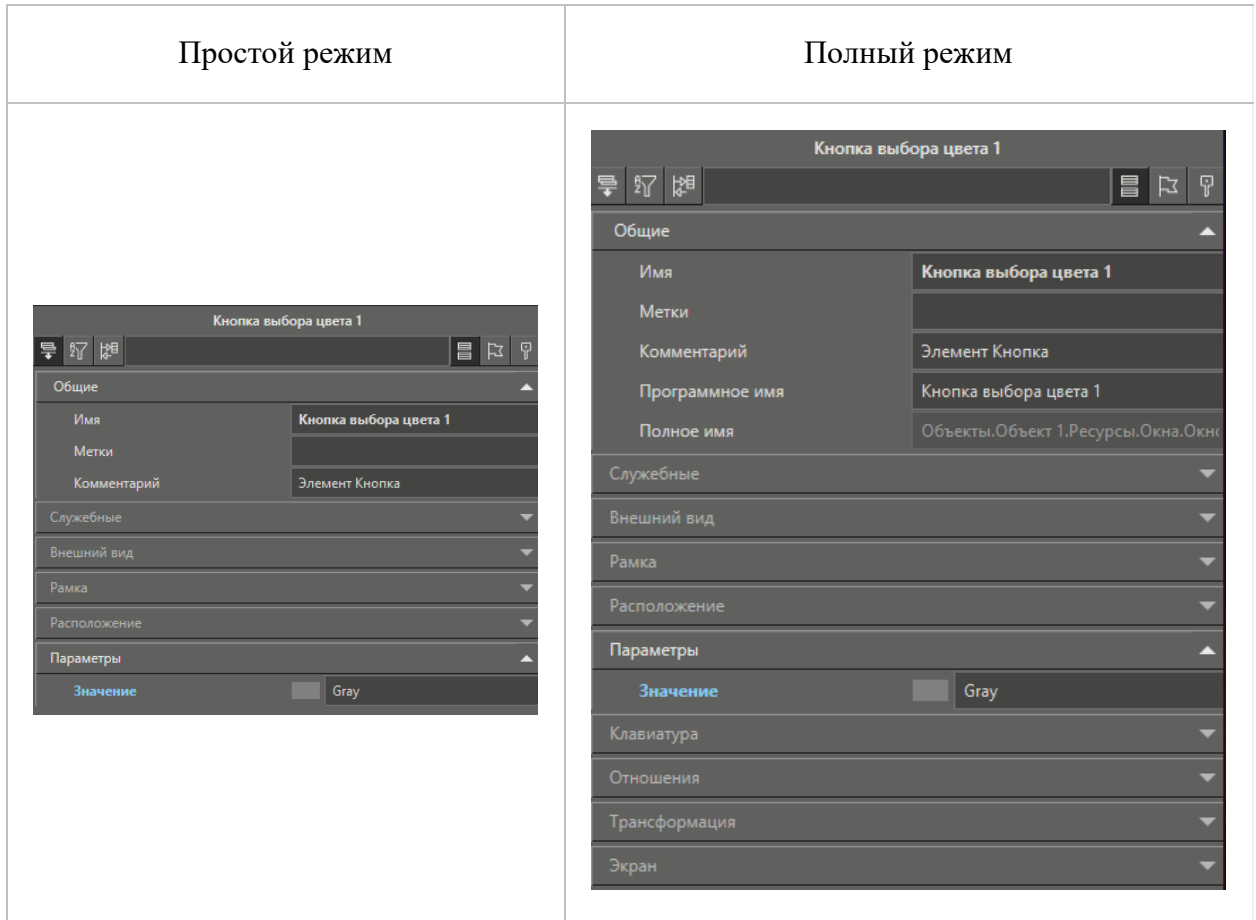 Простой режим
Полный режим
Кнопка выбора цвета 1
Общие
Имя Кнопка выбора цвета 1
Метки
Комментарий Элемент Кнопка
Служебные
Внешний вид
Рамка
Расположение
Параметры
Значение Gray
Кнопка выбора цвета 1
Общие
Имя Кнопка выбора цвета 1
Метки
Комментарий Элемент Кнопка
Программное имя Кнопка выбора цвета 1
Полное имя Объекты.Объект 1.Ресурсы.Окна.Окно
Служебные
Внешний вид
Рамка
Расположение
Параметры
Значение Gray
Клавиатура
Отношения
Трансформация
Экран